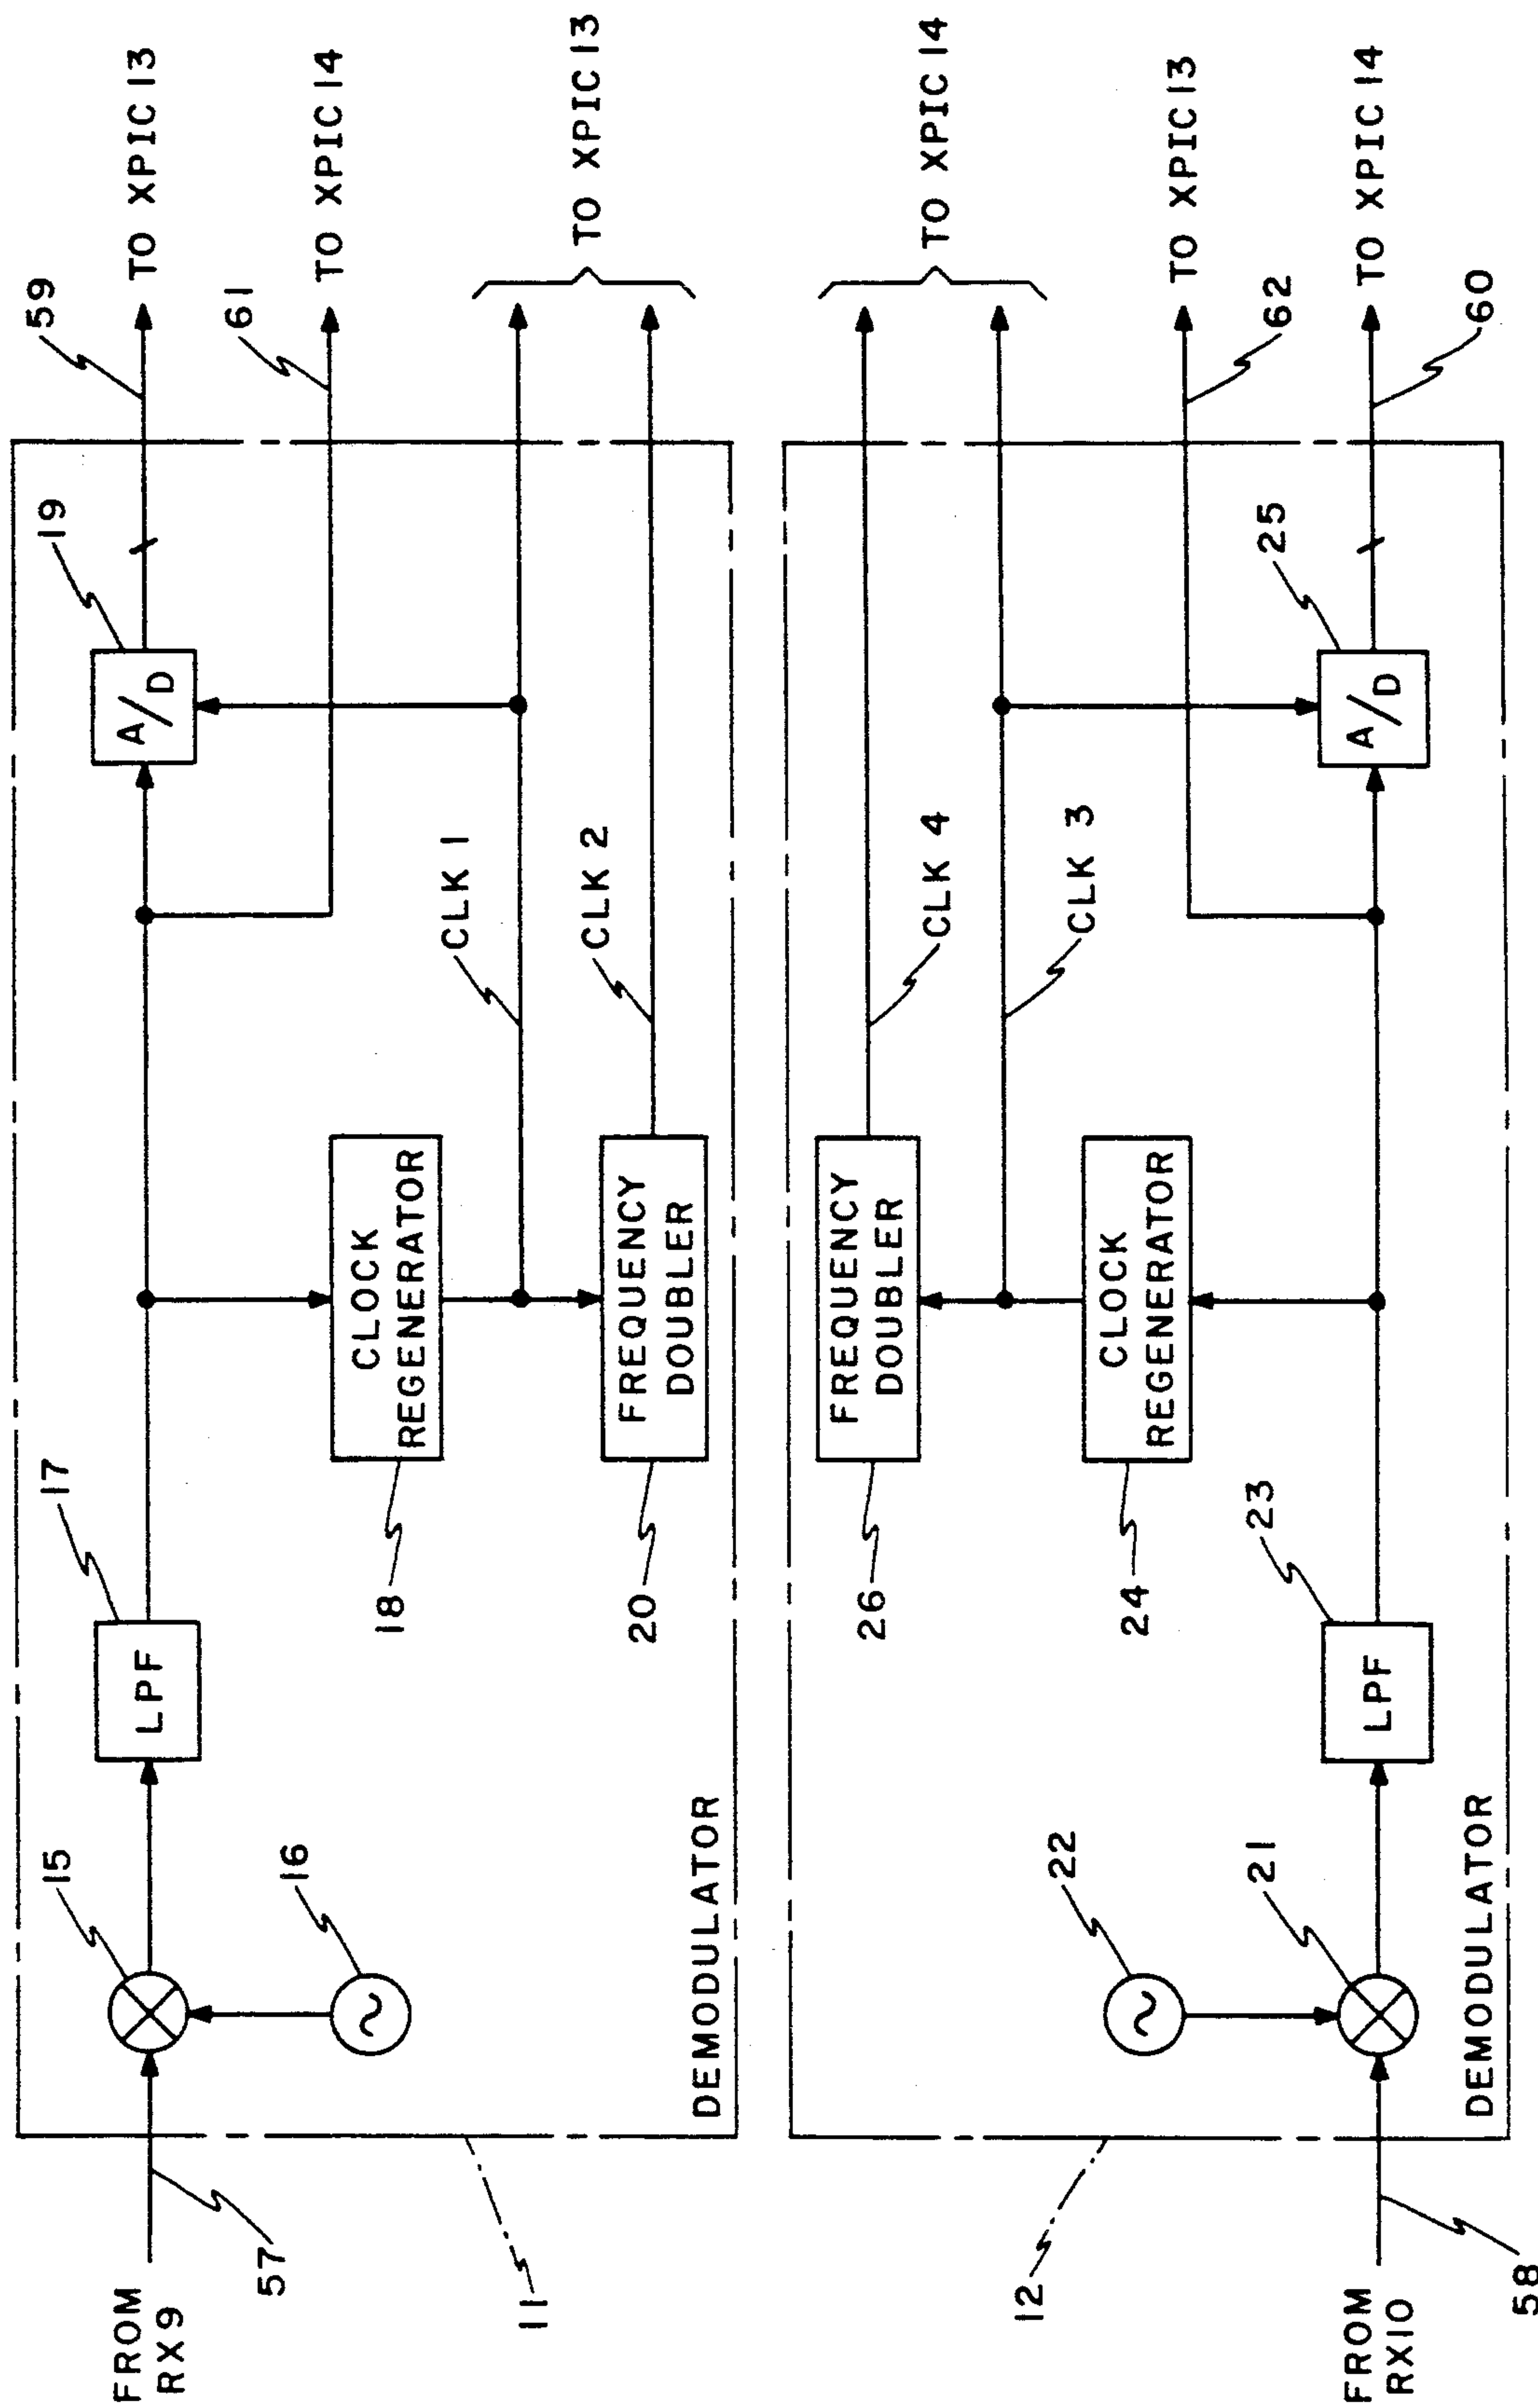 FROM
RX9
57
11
15
16
DEMODULATOR
LPF
17
18
CLOCK
REGENERATOR
20
FREQUENCY
DOUBLER
CLK 1
CLK 2
A/D
19
59
61
TO XPIC 13
TO XPIC 14
TO XPIC 13
FROM
RX10
58
12
22
21
DEMODULATOR
LPF
23
26
FREQUENCY
DOUBLER
24
CLOCK
REGENERATOR
CLK 4
CLK 3
A/D
25
62
60
TO XPIC 14
TO XPIC 13
TO XPIC 14